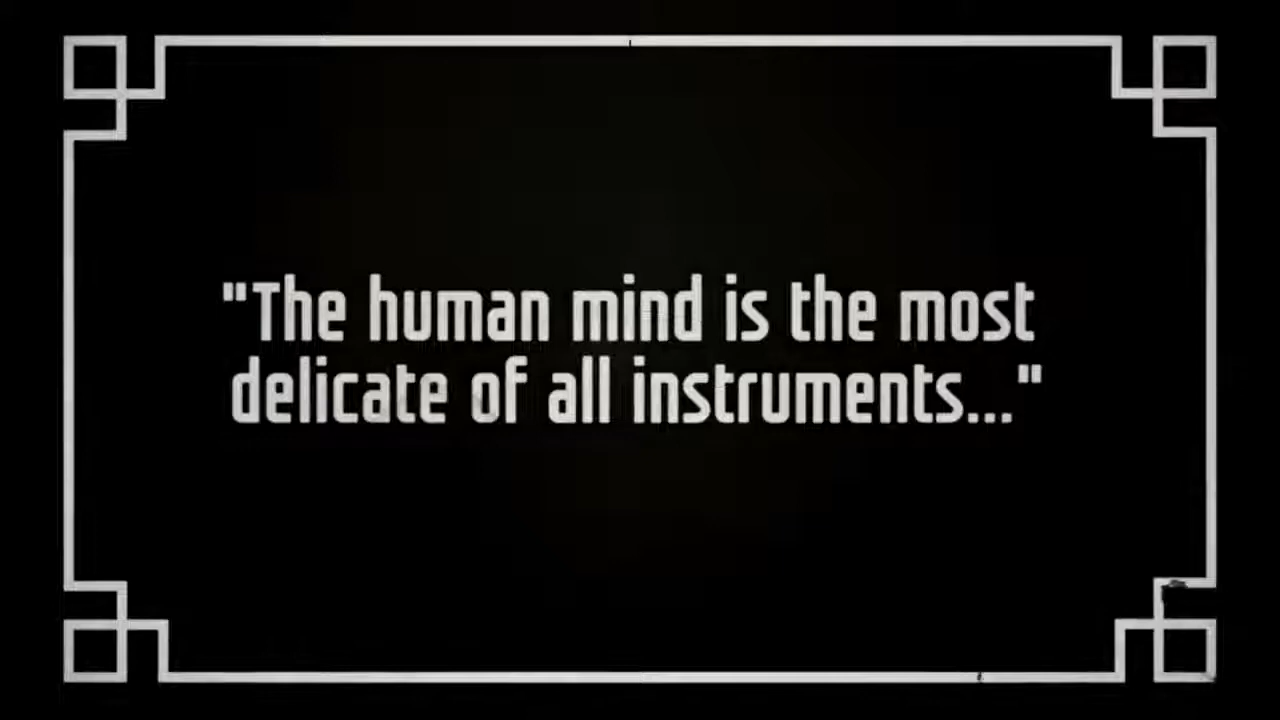 "The human mind is the most
delicate of all instruments..."